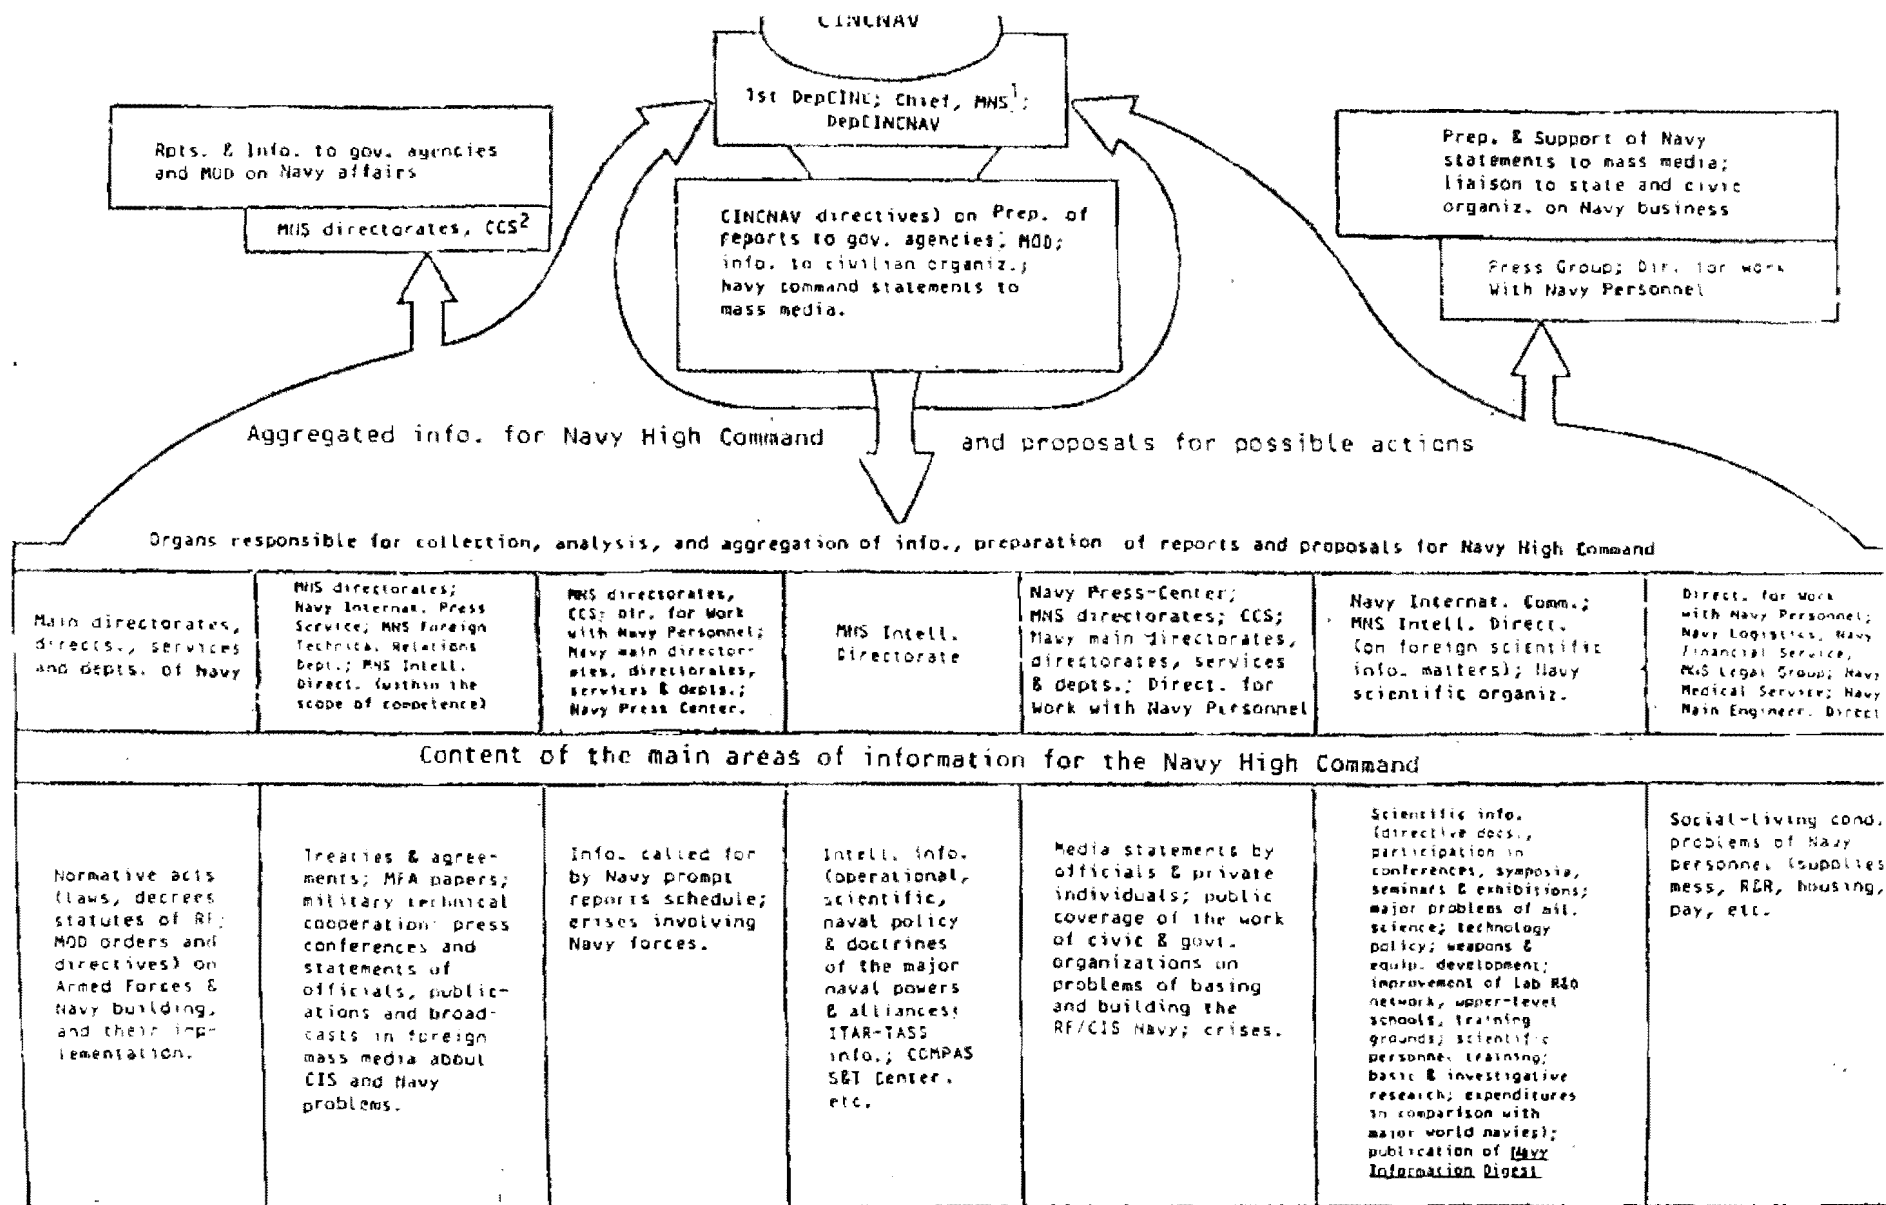 CINCNAV
1st DepCINC; Chief, MNS1;
DepCINCNAV
Rpts. & Info. to gov. agencies
and MOD on Navy affairs
MNS directorates, CCS2
CINCNAV directives) on Prep. of
reports to gov. agencies; MOD;
info. to civilian organiz.;
Navy command statements to
mass media.
Prep. & Support of Navy
statements to mass media;
liaison to state and civic
organiz. on Navy business
Press Group; Dir. for work
With Navy Personnel
Aggregated info. for Navy High Command
and proposals for possible actions
Organs responsible for collection, analysis, and aggregation of info., preparation of reports and proposals for Navy High Command
Main directorates,
directs., services
and depts. of Navy
MNS directorates;
Navy Internat. Press
Service; MNS Foreign
Technica. Relations
Dept.; MNS Intell.
Direct. (within the
scope of competence)
MNS directorates,
CCS; Dir. for Work
with Navy Personnel;
Navy main director-
ates, directorates,
services & depts.;
Navy Press Center.
MNS Intell.
Directorate
Navy Press-Center;
MNS directorates; CCS;
Navy main directorates,
directorates, services
& depts.; Direct. for
Work with Navy Personnel
Navy Internat. Comm.;
MNS Intell. Direct.
(on foreign scientific
info. matters); Navy
scientific organiz.
Direct. for Work
with Navy Personnel;
Navy Logistics, Navy
Financial Service,
MNS Legal Group; Navy
Medical Service; Navy
Main Engineer. Direct
Content of the main areas of information for the Navy High Command
Normative acts
(laws, decrees
statutes of RF;
MOD orders and
directives) on
Armed Forces &
Navy building,
and their imp-
lementation.
Treaties & agree-
ments; MFA papers;
military technical
cooperation; press
conferences and
statements of
officials, public-
ations and broad-
casts in foreign
mass media about
CIS and Navy
problems.
Info. called for
by Navy prompt
reports schedule;
crises involving
Navy forces.
Intell. info.
(operational,
scientific,
naval policy
& doctrines
of the major
naval powers
& alliances;
ITAR-TASS
info.; COMPAS
S&T Center.
etc.
Media statements by
officials & private
individuals; public
coverage of the work
of civic & govt.
organizations on
problems of basing
and building the
RF/CIS Navy; crises.
Scientific info.
(directive docs.,
participation in
conferences, symposia,
seminars & exhibitions;
major problems of mil.
science; technology
policy; weapons &
equip. development;
improvement of Lab R&D
network, upper-level
schools, training
grounds; scientific
personnel training;
basic & investigative
research; expenditures
in comparison with
major world navies);
publication of Navy
Information Digest
Social-living cond.
problems of Navy
personnel (supplies
mess, R&R, housing,
pay, etc.